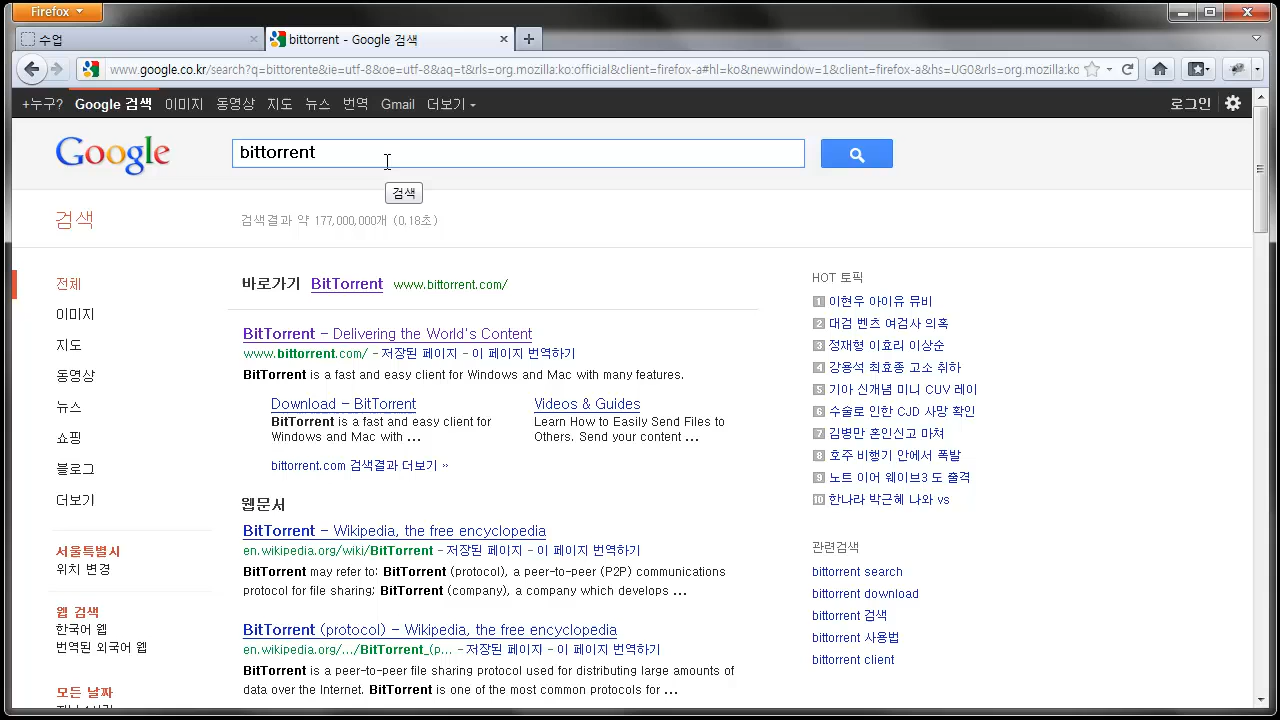 Firefox
수업
bittorrent - Google 검색
www.google.co.kr/search?q=bittorente&ie=utf-8&oe=utf-8&aq=t&rls=org.mozilla:ko:official&client=firefox-a#hl=ko&newwindow=1&client=firefox-a&hs=UG0&rls=org.mozilla:ko
+누구? Google 검색 이미지 동영상 지도 뉴스 번역 Gmail 더보기
로그인
Google
bittorrent
검색
검색
검색결과 약 177,000,000개 (0.18초)
전체
이미지
지도
동영상
뉴스
쇼핑
블로그
더보기
서울특별시
위치 변경
웹 검색
한국어 웹
번역된 외국어 웹
모든 날짜
바로가기 BitTorrent www.bittorrent.com/
BitTorrent – Delivering the World's Content
www.bittorrent.com/ - 저장된 페이지 - 이 페이지 번역하기
BitTorrent is a fast and easy client for Windows and Mac with many features.
Download – BitTorrent
BitTorrent is a fast and easy client for
Windows and Mac with ...
Videos & Guides
Learn How to Easily Send Files to
Others. Send your content ...
bittorrent.com 검색결과 더보기 »
웹문서
BitTorrent – Wikipedia, the free encyclopedia
en.wikipedia.org/wiki/BitTorrent - 저장된 페이지 - 이 페이지 번역하기
BitTorrent may refer to: BitTorrent (protocol), a peer-to-peer (P2P) communications
protocol for file sharing; BitTorrent (company), a company which develops ...
BitTorrent (protocol) – Wikipedia, the free encyclopedia
en.wikipedia.org/.../BitTorrent_(p... - 저장된 페이지 - 이 페이지 번역하기
BitTorrent is a peer-to-peer file sharing protocol used for distributing large amounts of
data over the Internet. BitTorrent is one of the most common protocols for ...
HOT 토픽
1 이현우 아이유 뮤비
2 대검 벤츠 여검사 의혹
3 정재형 이효리 이상순
4 강용석 최효종 고소 취하
5 기아 신개념 미니 CUV 레이
6 수술로 인한 CJD 사망 확인
7 김병만 혼인신고 마쳐
8 호주 비행기 안에서 폭발
9 노트 이어 웨이브3 도 출격
10 한나라 박근혜 나와 vs
관련검색
bittorrent search
bittorrent download
bittorrent 검색
bittorrent 사용법
bittorrent client